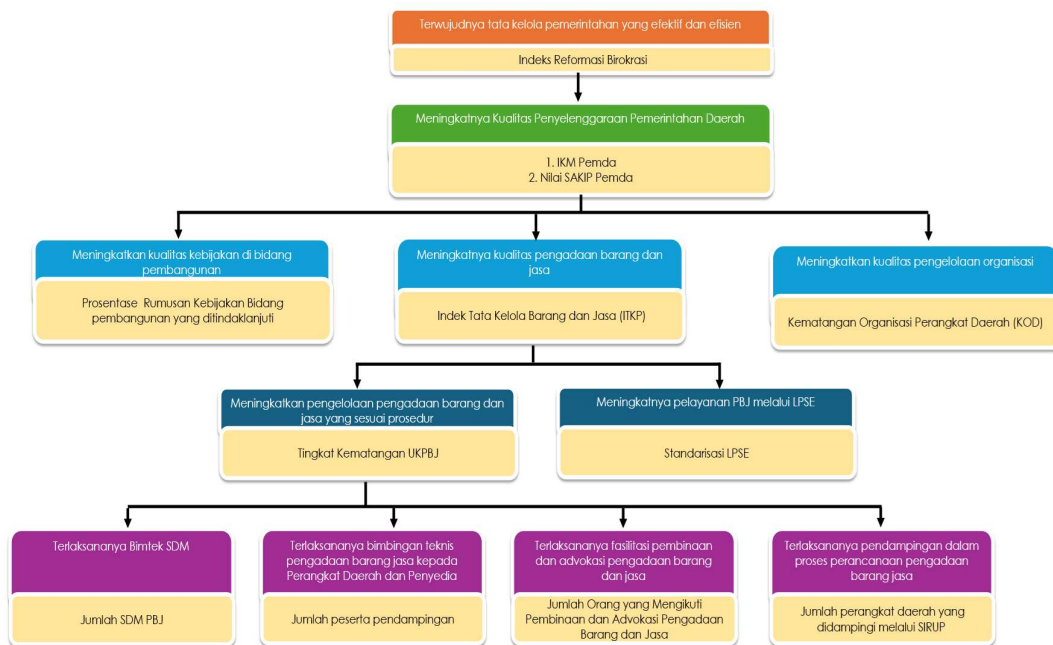 Terwujudnya tata kelola pemerintahan yang efektif dan efisien
Indeks Reformasi Birokrasi
Meningkatnya Kualitas Penyelenggaraan Pemerintahan Daerah
1. IKM Pemda
2. Nilai SAKIP Pemda
Meningkatkan kualitas kebijakan di bidang
pembangunan
Prosentase Rumusan Kebijakan Bidang
pembangunan yang ditindaklanjuti
Meningkatnya kualitas pengadaan barang dan
jasa
Indek Tata Kelola Barang dan Jasa (ITKP)
Meningkatkan kualitas pengelolaan organisasi
Kematangan Organisasi Perangkat Daerah (KOD)
Meningkatkan pengelolaan pengadaan barang dan
jasa yang sesuai prosedur
Tingkat Kematangan UKPBJ
Meningkatnya pelayanan PBJ melalui LPSE
Standarisasi LPSE
Terlaksananya Bimtek SDM
Jumlah SDM PBJ
Terlaksananya bimbingan teknis
pengadaan barang jasa kepada
Perangkat Daerah dan Penyedia
Jumlah peserta pendampingan
Terlaksananya fasilitasi pembinaan
dan advokasi pengadaan barang
dan jasa
Jumlah Orang yang Mengikuti
Pembinaan dan Advokasi Pengadaan
Barang dan Jasa
Terlaksananya pendampingan dalam
proses perancanaan pengadaan
barang jasa
Jumlah perangkat daerah yang
didampingi melalui SIRUP